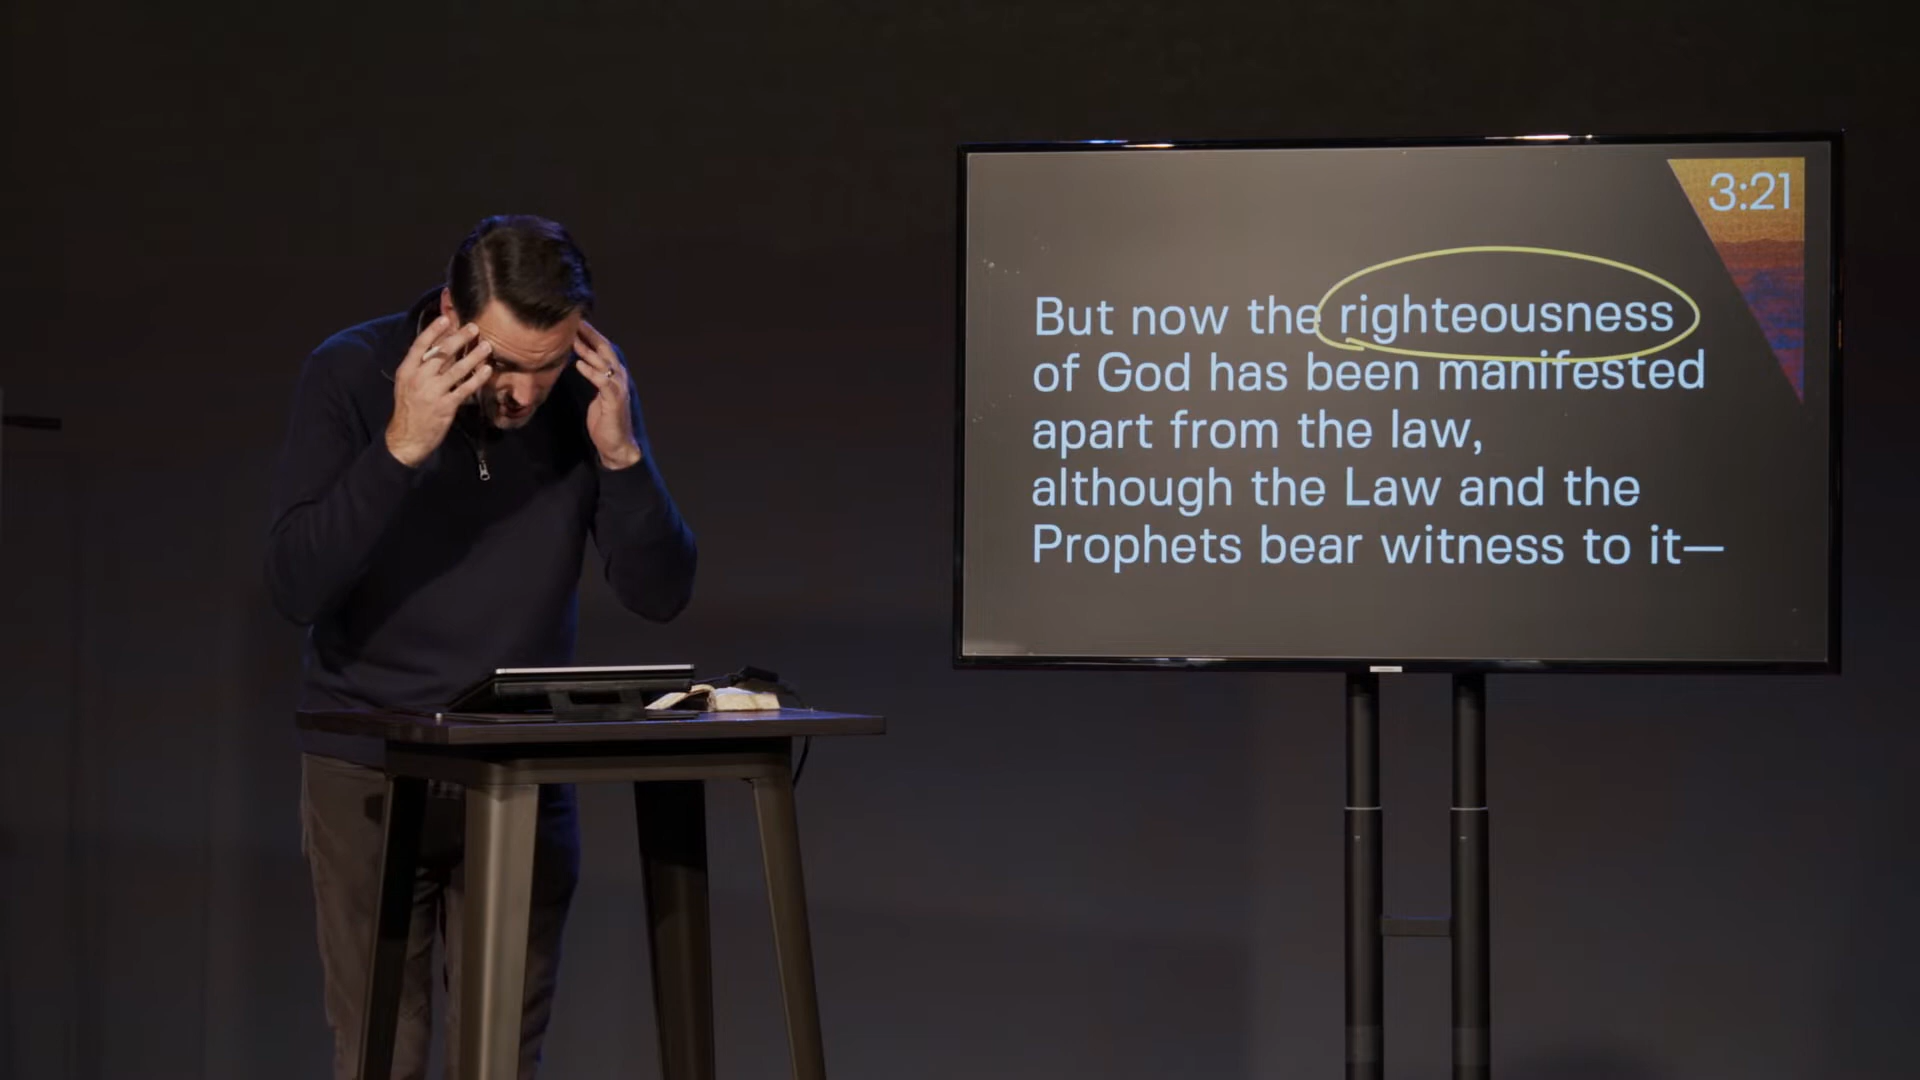 3:21
But now the righteousness
of God has been manifested
apart from the law,
although the Law and the
Prophets bear witness to it—